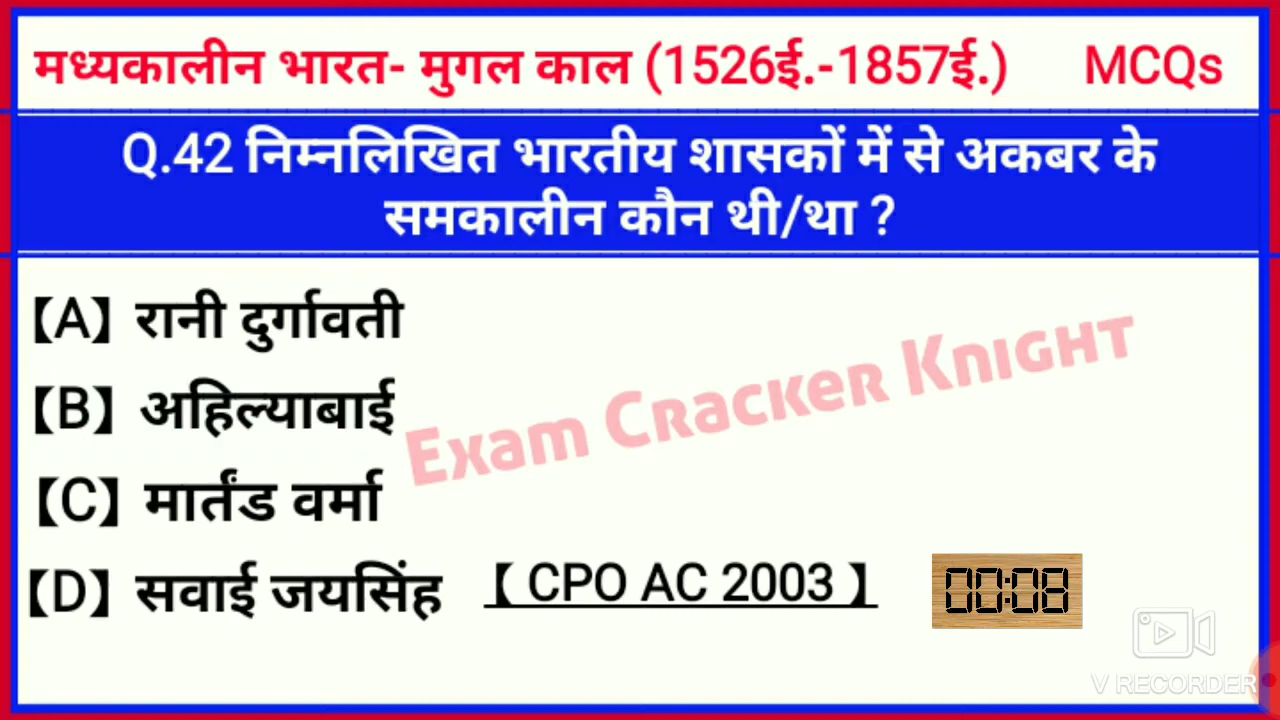 मध्यकालीन भारत- मुगल काल (1526ई.-1857ई.) MCQs
Q.42 निम्नलिखित भारतीय शासकों में से अकबर के
समकालीन कौन थी/था ?
【A】 रानी दुर्गावती
【B】 अहिल्याबाई
Exam Cracker Knight
【C】 मार्तंड वर्मा
【D】 सवाई जयसिंह 【 CPO AC 2003 】 00:08
V RECORDER